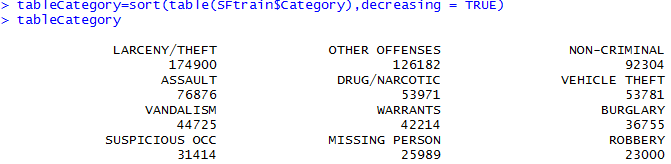 > tableCategory=sort(table(SFtrain$Category),decreasing = TRUE)
> tableCategory
LARCENY/THEFT OTHER OFFENSES NON-CRIMINAL
174900 126182 92304
ASSAULT DRUG/NARCOTIC VEHICLE THEFT
76876 53971 53781
VANDALISM WARRANTS BURGLARY
44725 42214 36755
SUSPICIOUS OCC MISSING PERSON ROBBERY
31414 25989 23000